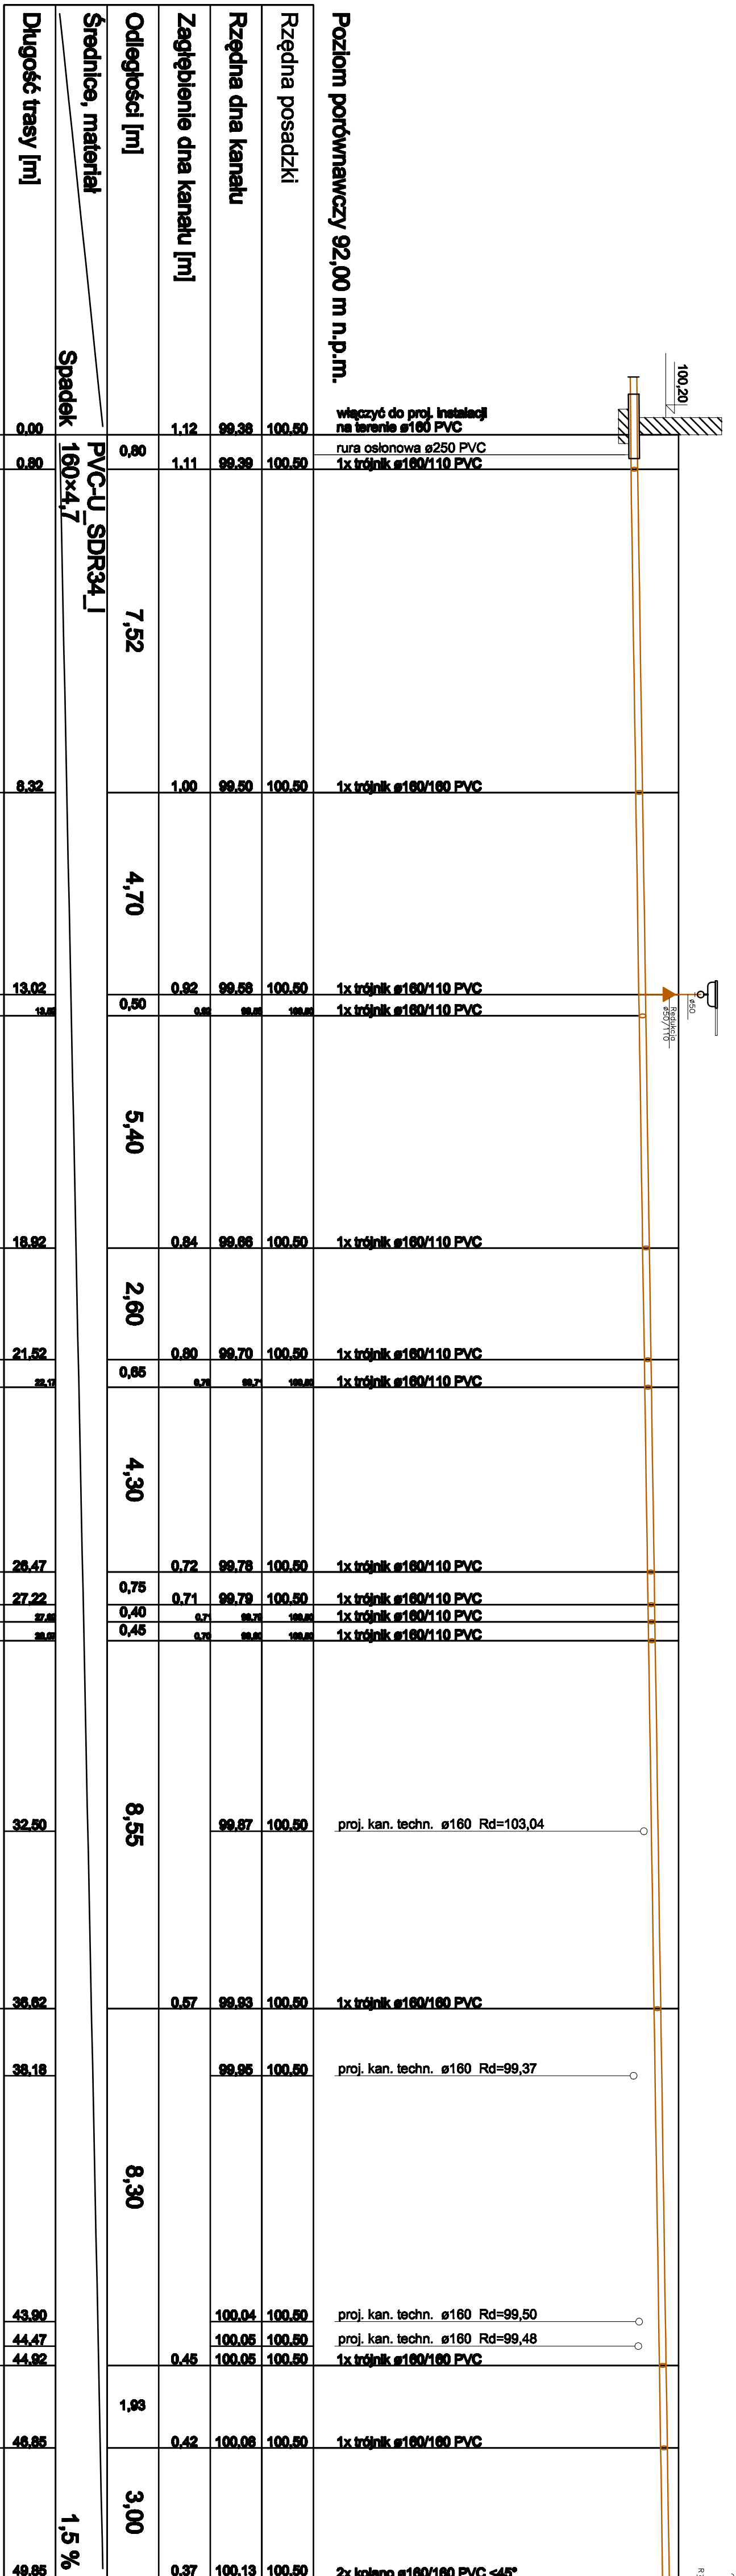 Poziom porównawczy 92,00 m n.p.m.
Rzędna posadzki
Rzędna dna kanału
Zagłębienie dna kanału [m]
Odległości [m]
Średnice, materiał
Spadek
Długość trasy [m]
100,20
włączyć do proj. instalacji
na terenie ø160 PVC
100,50
99,38
1,12
0,00
rura osłonowa ø250 PVC
0,80
PVC-U_SDR34_I
160×4,7
1x trójnik ø160/110 PVC
100,50
99,39
1,11
0,80
7,52
1x trójnik ø160/160 PVC
100,50
99,50
1,00
8,32
4,70
ø50
Redukcja
ø50/110
1x trójnik ø160/110 PVC
100,50
99,58
0,92
13,02
0,50
1x trójnik ø160/110 PVC
5,40
1x trójnik ø160/110 PVC
100,50
99,66
0,84
18,92
2,60
1x trójnik ø160/110 PVC
100,50
99,70
0,80
21,52
0,65
1x trójnik ø160/110 PVC
99,71
22,17
4,30
1x trójnik ø160/110 PVC
100,50
99,78
0,72
26,47
0,75
1x trójnik ø160/110 PVC
100,50
99,79
0,71
27,22
0,40
1x trójnik ø160/110 PVC
0,71
0,45
1x trójnik ø160/110 PVC
0,70
8,55
proj. kan. techn. ø160 Rd=103,04
100,50
99,87
32,50
1x trójnik ø160/160 PVC
100,50
99,93
0,57
36,62
proj. kan. techn. ø160 Rd=99,37
100,50
99,95
38,18
8,30
proj. kan. techn. ø160 Rd=99,50
100,50
100,04
43,90
proj. kan. techn. ø160 Rd=99,48
100,50
100,05
44,47
1x trójnik ø160/160 PVC
100,50
100,05
0,45
44,92
1,93
1x trójnik ø160/160 PVC
100,50
100,08
0,42
46,85
3,00
1,5 %
2x kolano ø160/160 PVC <45°
100,50
100,13
0,37
49,85